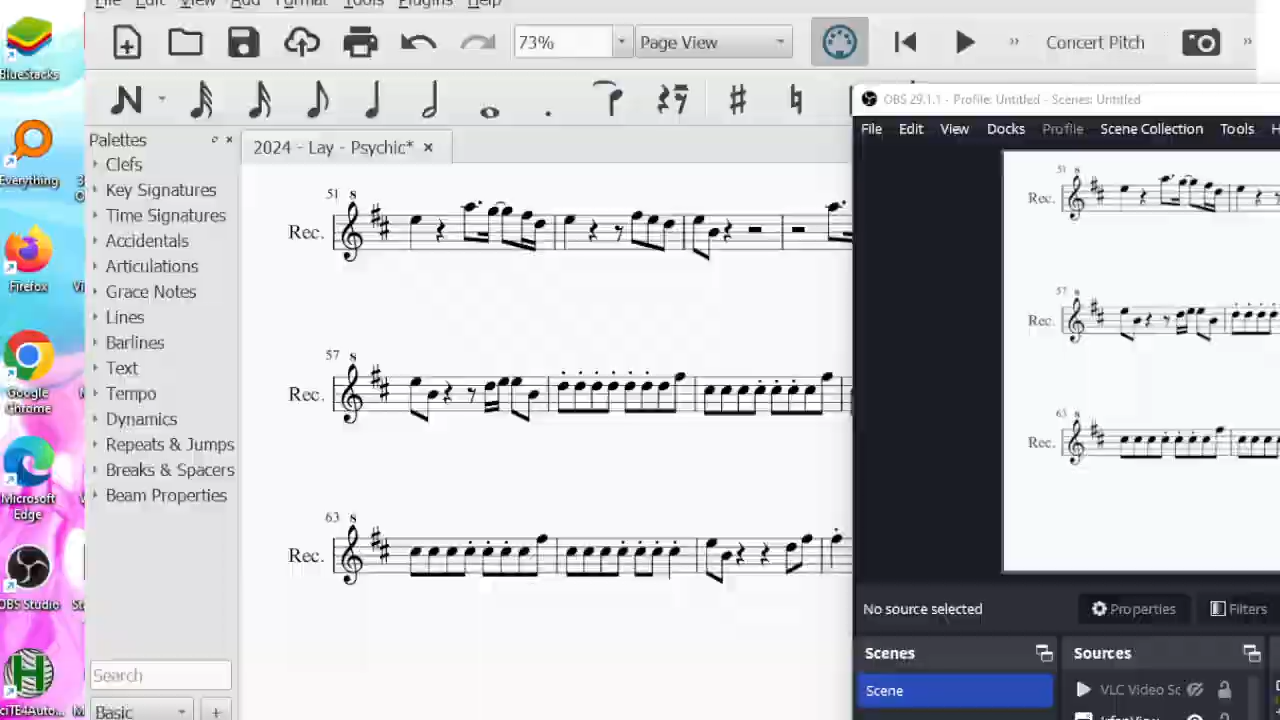 File Edit View Add Format Tools Plugins Help
73% Page View Concert Pitch
Palettes
Clefs
Key Signatures
Time Signatures
Accidentals
Articulations
Grace Notes
Lines
Barlines
Text
Tempo
Dynamics
Repeats & Jumps
Breaks & Spacers
Beam Properties
Search
Basic
2024 - Lay - Psychic*
51
Rec.
57
Rec.
63
Rec.
OBS 29.1.1 - Profile: Untitled - Scenes: Untitled
File Edit View Docks Profile Scene Collection Tools H
51
Rec.
57
Rec.
63
Rec.
No source selected
Properties Filters
Scenes
Scene
Sources
VLC Video Sc
BlueStacks
Everything
Firefox
Google Chrome
Microsoft Edge
OBS Studio